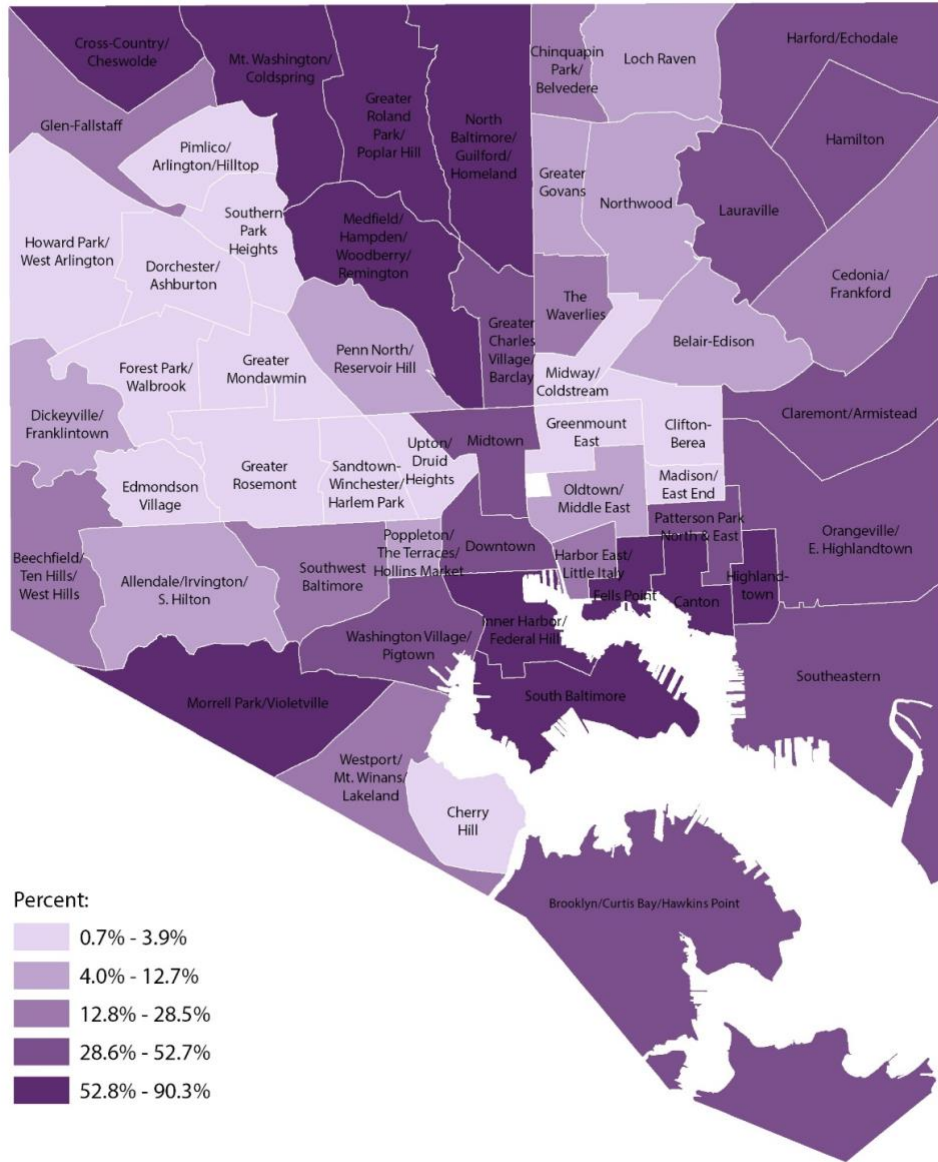 Cross-Country/
Cheswolde
Mt. Washington/
Coldspring
Greater
Roland
Park/
Poplar Hill
North
Baltimore/
Guilford/
Homeland
Chinquapin
Park/
Belvedere
Loch Raven
Harford/Echodale
Glen-Fallstaff
Pimlico/
Arlington/Hilltop
Hamilton
Greater
Govans
Northwood
Lauraville
Southern
Park
Heights
Medfield/
Hampden/
Woodberry/
Remington
Howard Park/
West Arlington
Dorchester/
Ashburton
Cedonia/
Frankford
The
Waverlies
Greater
Charles
Village/
Barclay
Belair-Edison
Penn North/
Reservoir Hill
Forest Park/
Walbrook
Greater
Mondawmin
Midway/
Coldstream
Dickeyville/
Franklintown
Claremont/Armistead
Greenmount
East
Clifton-
Berea
Midtown
Upton/
Druid
Heights
Greater
Rosemont
Sandtown-
Winchester/
Harlem Park
Edmondson
Village
Madison/
East End
Oldtown/
Middle East
Patterson Park
North & East
Orangeville/
E. Highlandtown
Poppleton/
The Terraces/
Hollins Market
Downtown
Harbor East/
Little Italy
Beechfield/
Ten Hills/
West Hills
Allendale/Irvington/
S. Hilton
Southwest
Baltimore
Highland-
town
Fells Point
Canton
Inner Harbor/
Federal Hill
Washington Village/
Pigtown
Southeastern
Morrell Park/Violetville
South Baltimore
Westport/
Mt. Winans/
Lakeland
Cherry
Hill
Brooklyn/Curtis Bay/Hawkins Point
Percent:
0.7% - 3.9%
4.0% - 12.7%
12.8% - 28.5%
28.6% - 52.7%
52.8% - 90.3%